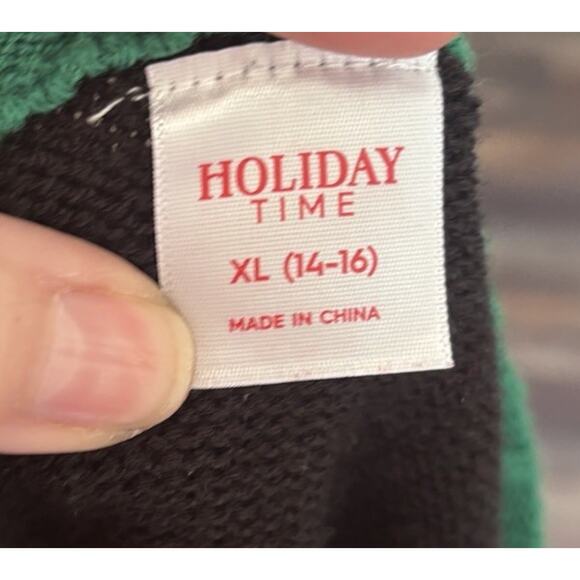 HOLIDAY
TIME
XL (14-16)
MADE IN CHINA